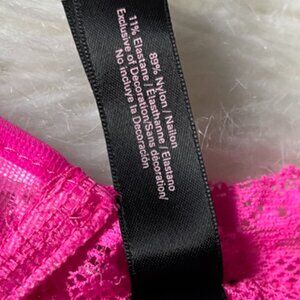 89% Nylon / Nailon
11% Elastane / Elasthanne / Elastano
Exclusive of Decoration/Sans décoration/
No incluye la Decoración